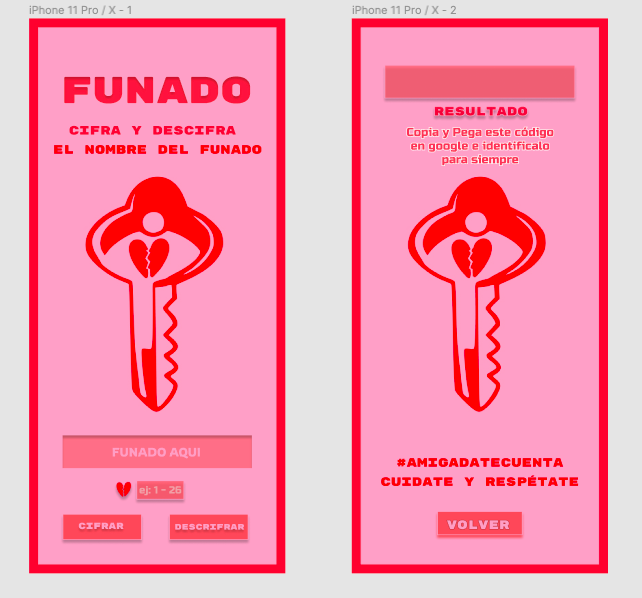 iPhone 11 Pro / X - 1
FUNADO
CIFRA Y DESCIFRA
EL NOMBRE DEL FUNADO
FUNADO AQUI
ej: 1 - 26
CIFRAR
DESCRIFRAR
iPhone 11 Pro / X - 2
RESULTADO
Copia y Pega este código
en google e identificalo
para siempre
#AMIGADATECUENTA
CUIDATE Y RESPÉTATE
VOLVER